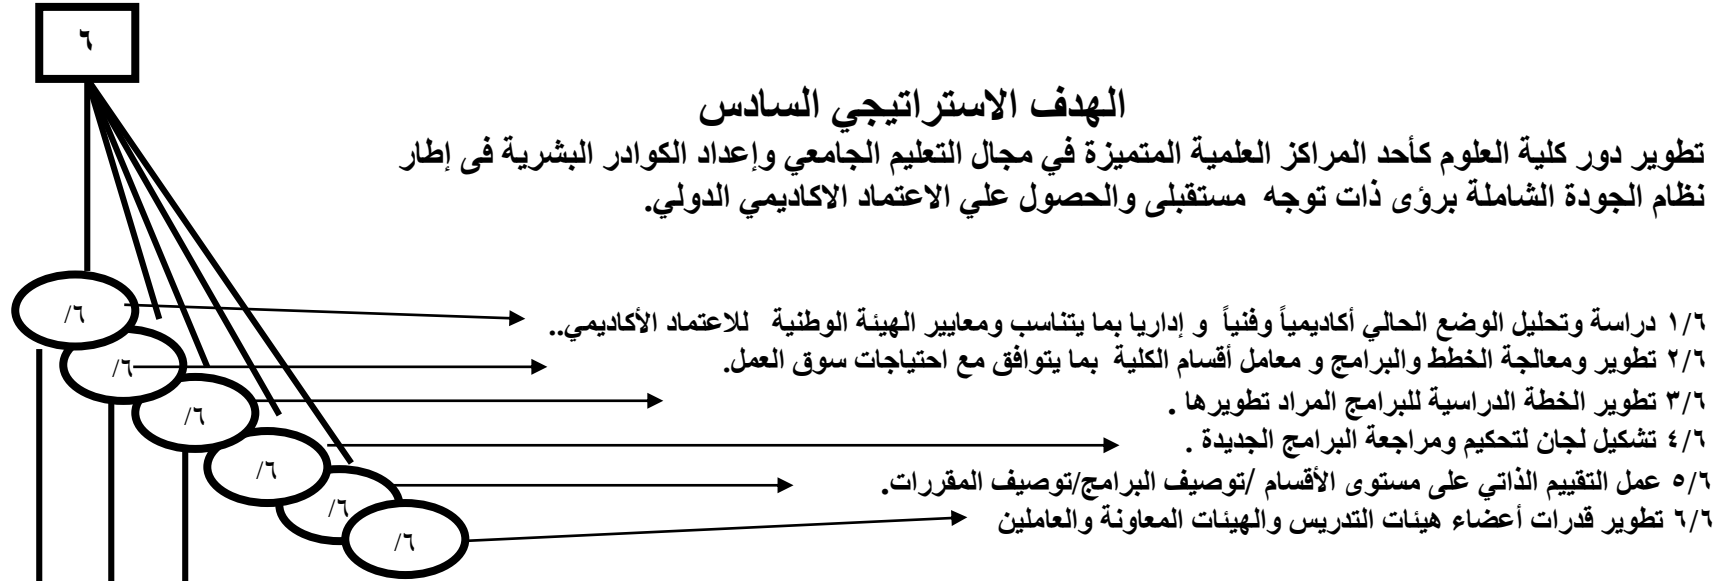 ٦
الهدف الاستراتيجي السادس
تطوير دور كلية العلوم كأحد المراكز العلمية المتميزة في مجال التعليم الجامعي وإعداد الكوادر البشرية فى إطار
نظام الجودة الشاملة برؤى ذات توجه مستقبلى والحصول علي الاعتماد الاكاديمي الدولي.
٦/
١/٦ دراسة وتحليل الوضع الحالي أكاديمياً وفنياً و إداريا بما يتناسب ومعايير الهيئة الوطنية للاعتماد الأكاديمي..
٦/
٢/٦ تطوير ومعالجة الخطط والبرامج و معامل أقسام الكلية بما يتوافق مع احتياجات سوق العمل.
٦/
٣/٦ تطوير الخطة الدراسية للبرامج المراد تطويرها .
٦/
٤/٦ تشكيل لجان لتحكيم ومراجعة البرامج الجديدة .
٦/
٥/٦ عمل التقييم الذاتي على مستوى الأقسام /توصيف البرامج/توصيف المقررات.
٦/
٦/٦ تطوير قدرات أعضاء هيئات التدريس والهيئات المعاونة والعاملين